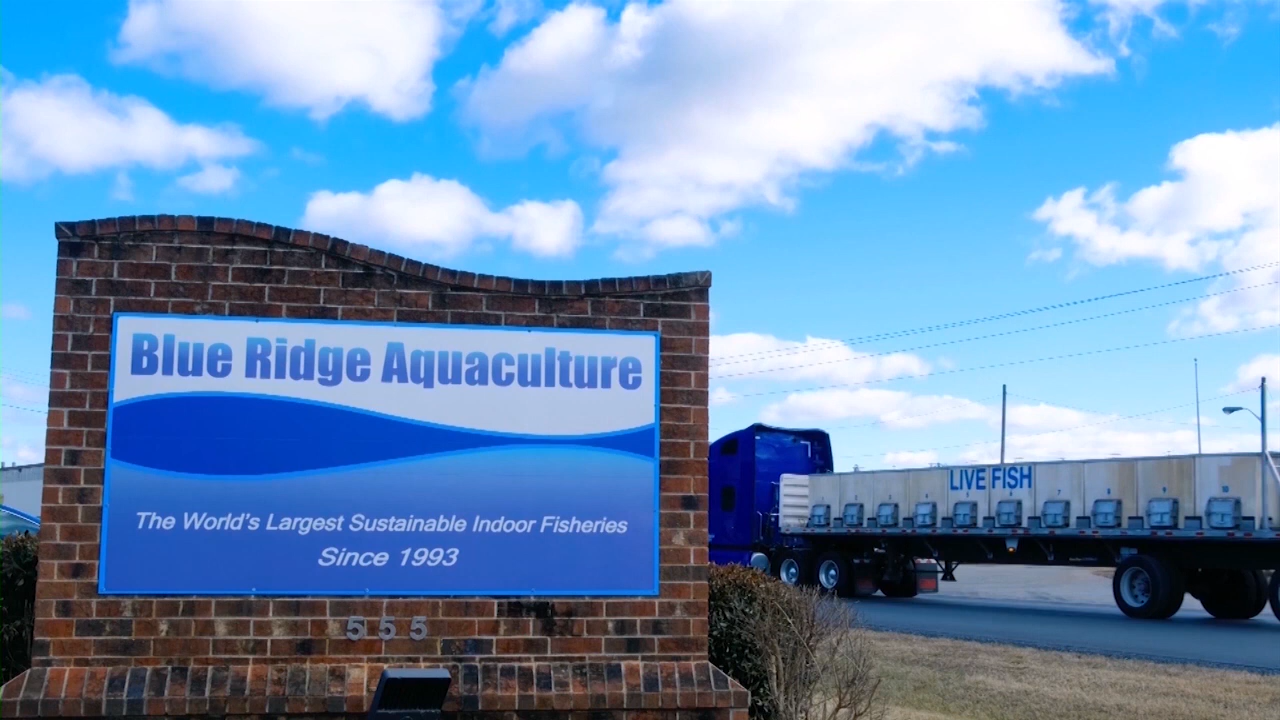 Blue Ridge Aquaculture
The World's Largest Sustainable Indoor Fisheries
Since 1993
555
LIVE FISH